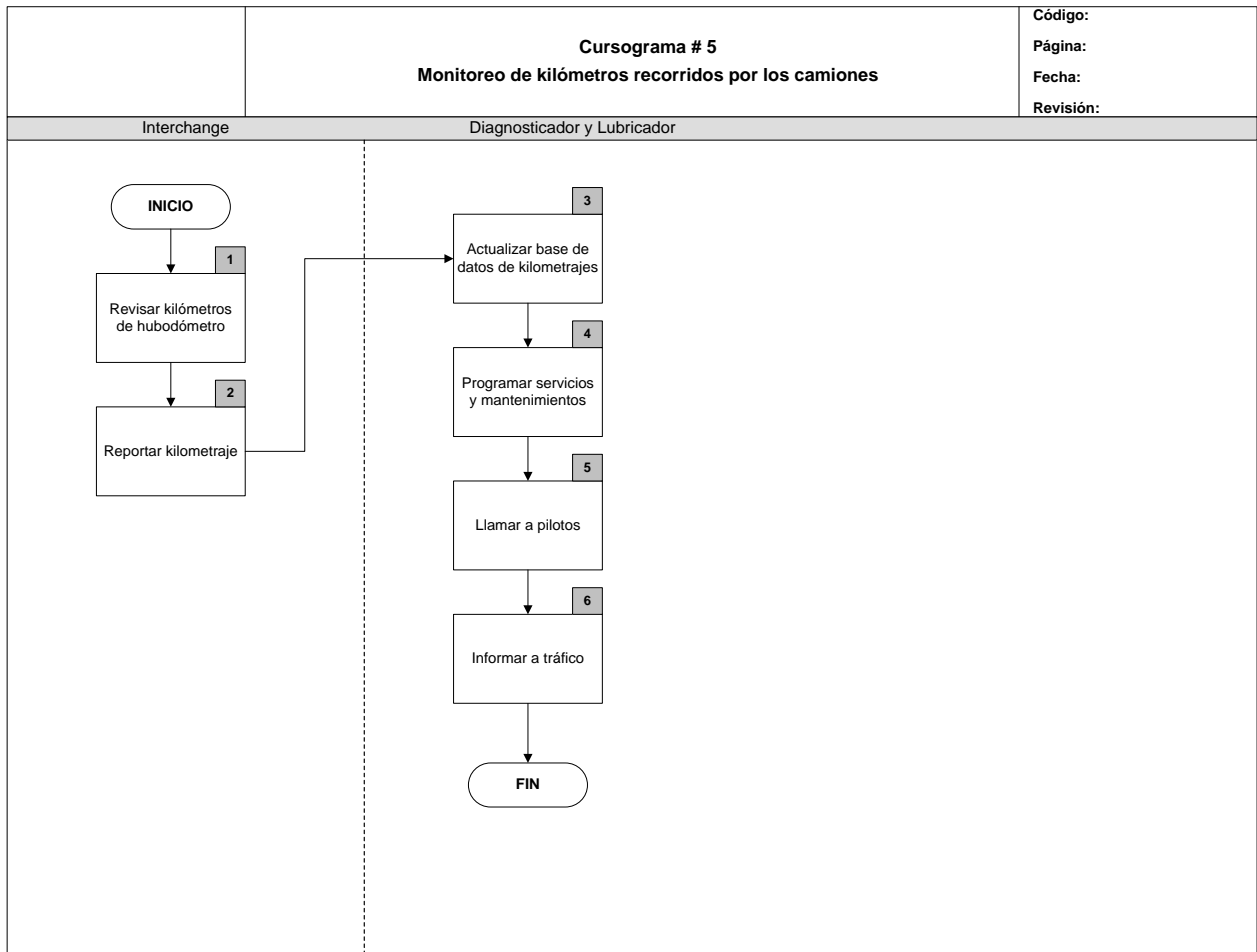 Cursograma # 5
Monitoreo de kilómetros recorridos por los camiones
Código:
Página:
Fecha:
Revisión:
Interchange
Diagnosticador y Lubricador
INICIO
1
Revisar kilómetros
de hubodómetro
2
Reportar kilometraje
3
Actualizar base de
datos de kilometrajes
4
Programar servicios
y mantenimientos
5
Llamar a pilotos
6
Informar a tráfico
FIN